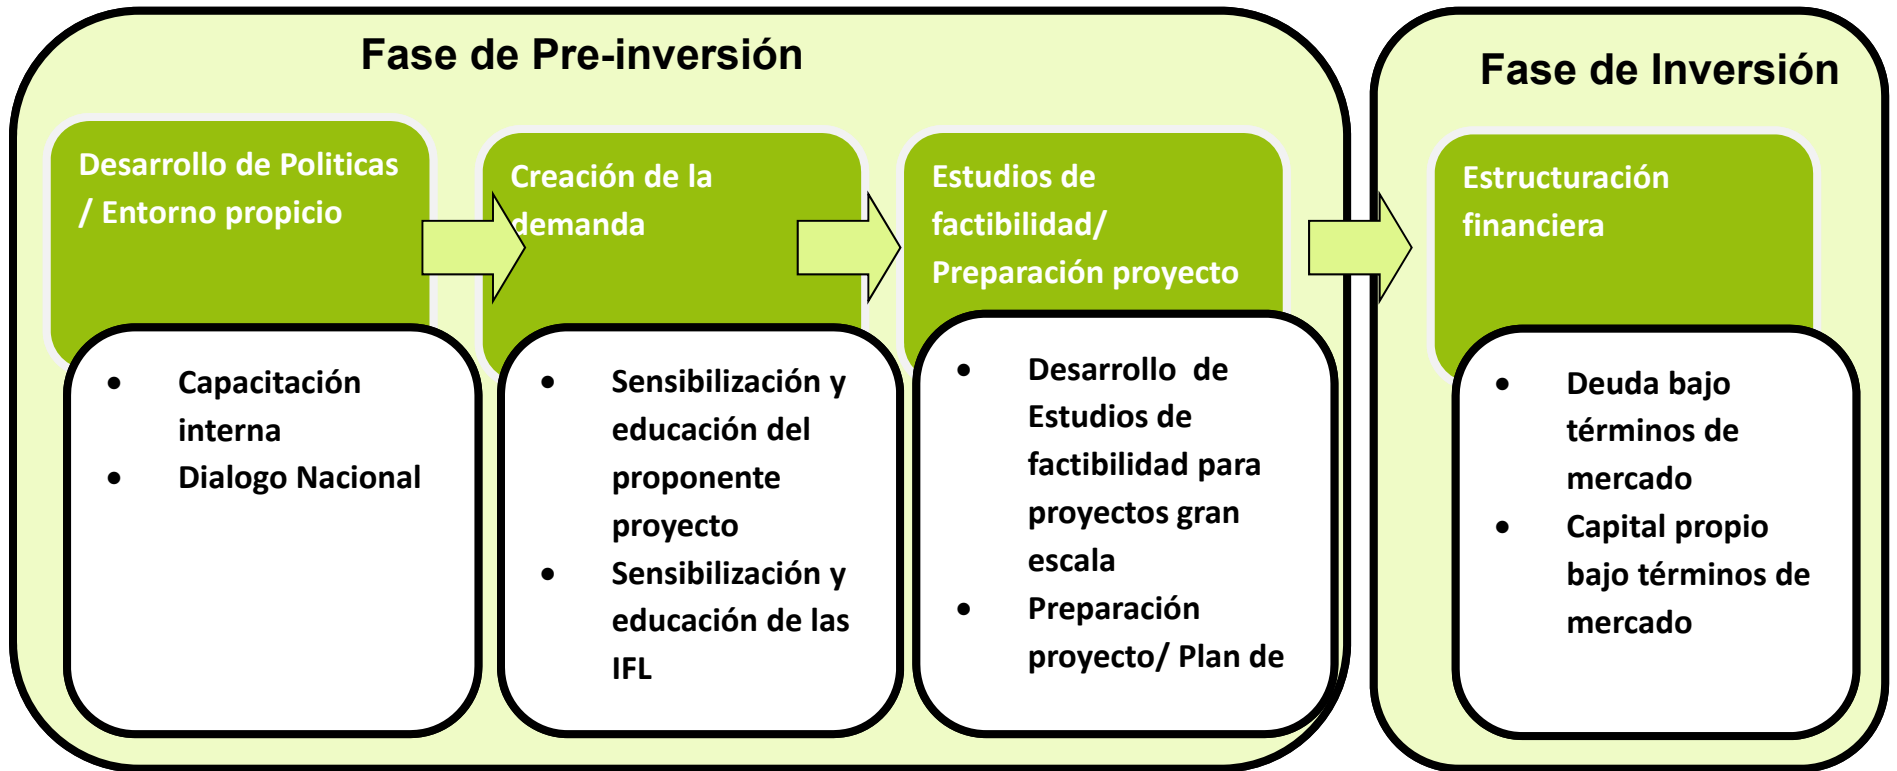 Fase de Pre-inversión
Desarrollo de Politicas
/ Entorno propicio
• Capacitación
interna
• Dialogo Nacional
Creación de la
demanda
• Sensibilización y
educación del
proponente
proyecto
• Sensibilización y
educación de las
IFL
Estudios de
factibilidad/
Preparación proyecto
• Desarrollo de
Estudios de
factibilidad para
proyectos gran
escala
• Preparación
proyecto/ Plan de
Fase de Inversión
Estructuración
financiera
• Deuda bajo
términos de
mercado
• Capital propio
bajo términos de
mercado